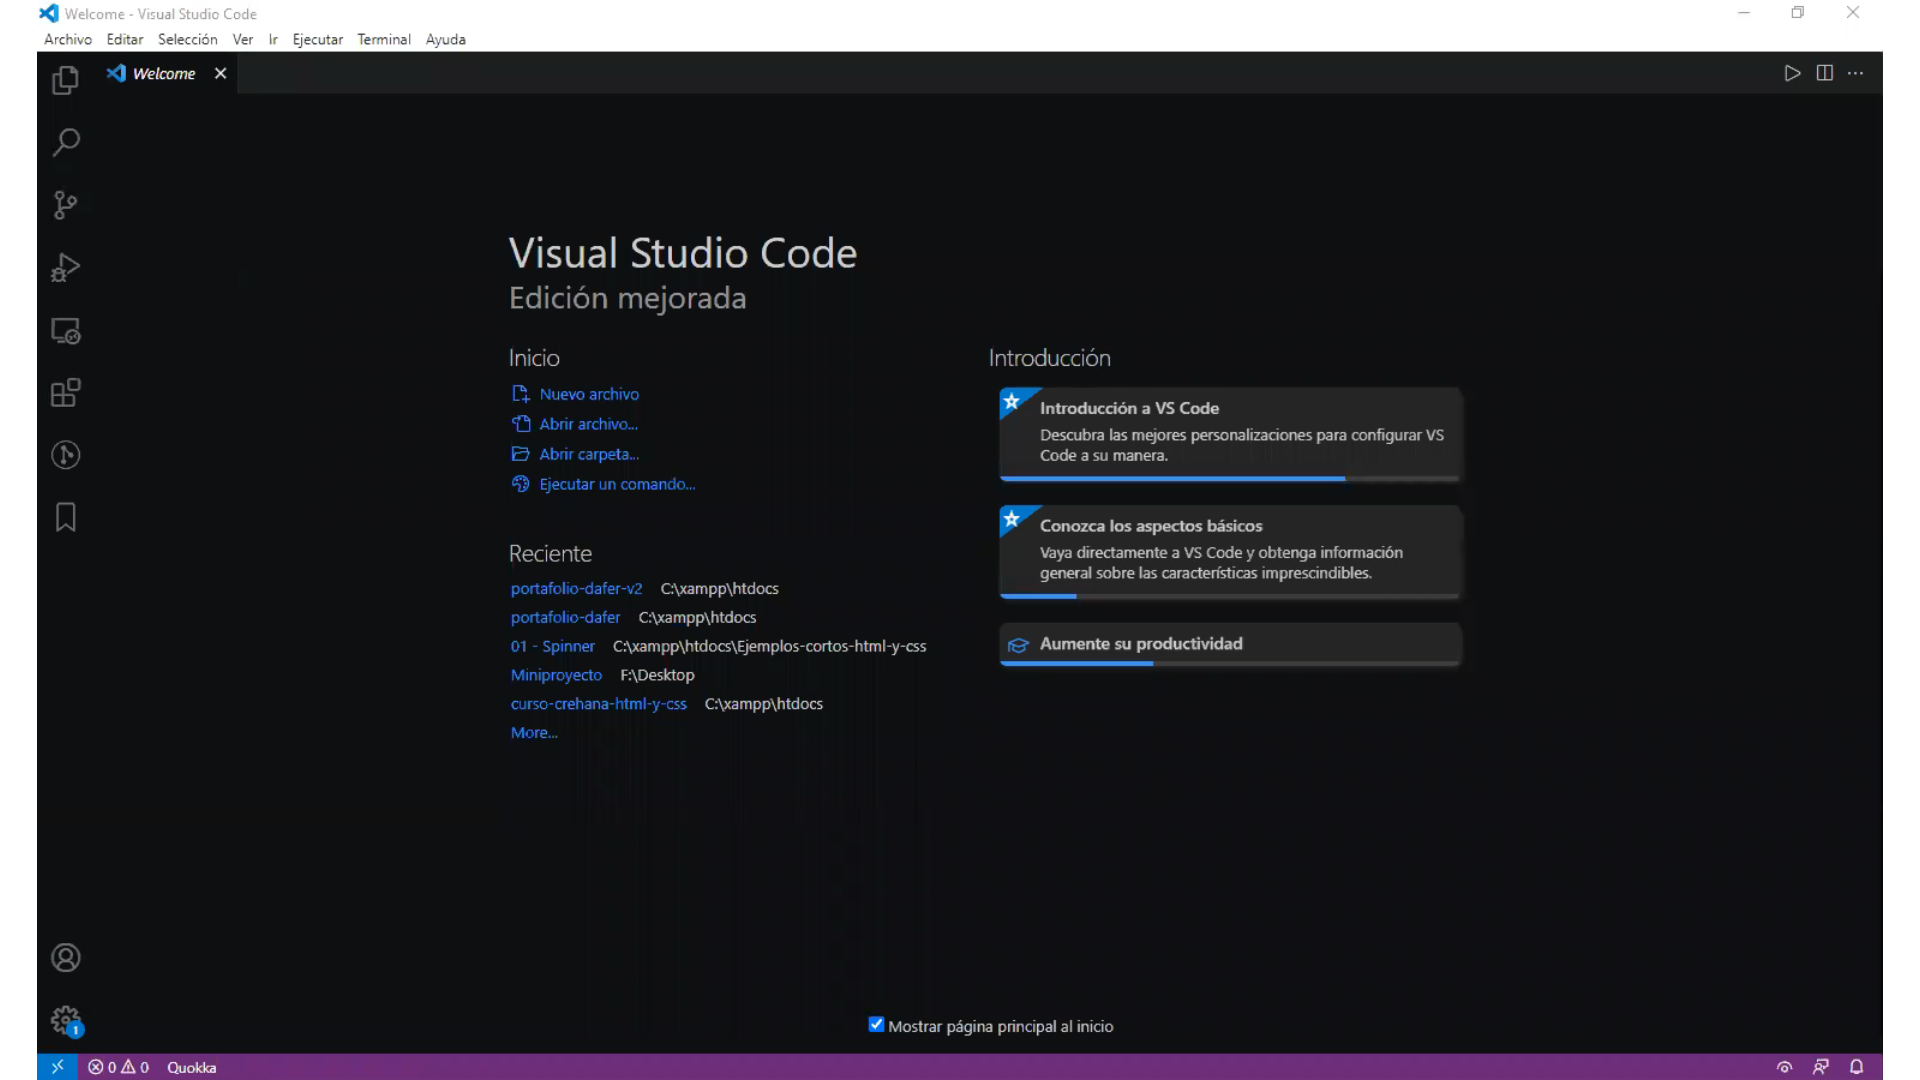 Welcome - Visual Studio Code
Archivo Editar Selección Ver Ir Ejecutar Terminal Ayuda
Welcome
Visual Studio Code
Edición mejorada
Inicio
Nuevo archivo
Abrir archivo...
Abrir carpeta...
Ejecutar un comando...
Reciente
portafolio-dafer-v2 C:\xampp\htdocs
portafolio-dafer C:\xampp\htdocs
01 - Spinner C:\xampp\htdocs\Ejemplos-cortos-html-y-css
Miniproyecto F:\Desktop
curso-crehana-html-y-css C:\xampp\htdocs
More...
Introducción
Introducción a VS Code
Descubra las mejores personalizaciones para configurar VS
Code a su manera.
Conozca los aspectos básicos
Vaya directamente a VS Code y obtenga información
general sobre las características imprescindibles.
Aumente su productividad
Mostrar página principal al inicio
1
0 0 Quokka